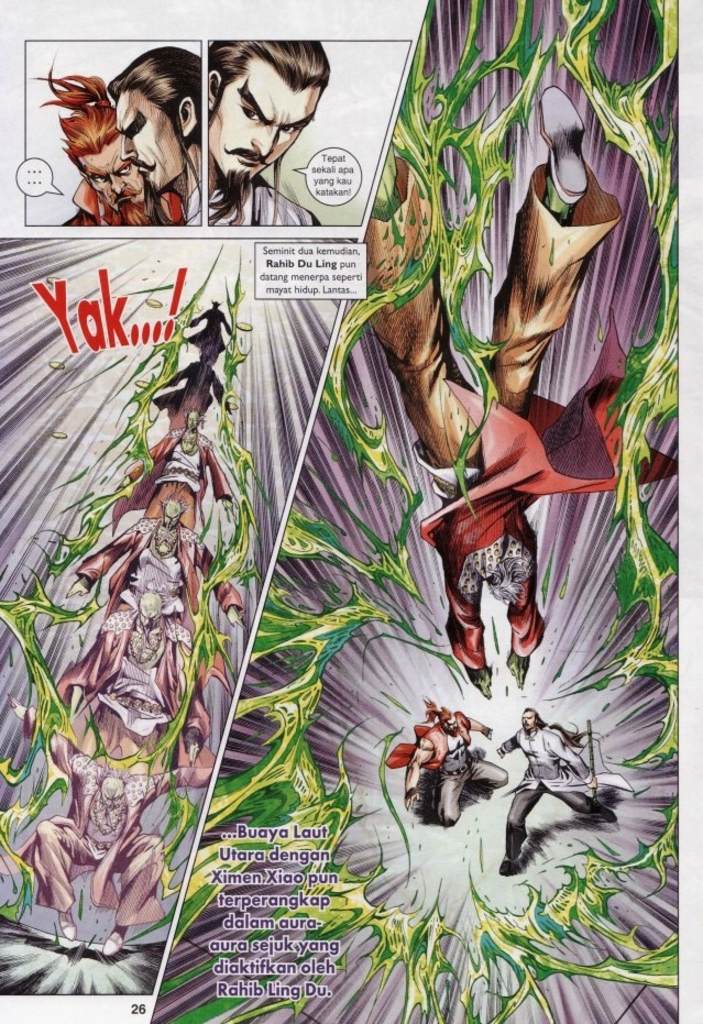 ... ...
Tepat
sekali apa
yang kau
katakan!
Seminit dua kemudian,
Rahib Du Ling pun
datang menerpa seperti
mayat hidup. Lantas...
Yak....!
...Buaya Laut
Utara dengan
Ximen Xiao pun
terperangkap
dalam aura-
aura sejuk yang
diaktifkan oleh
Rahib Ling Du.
26